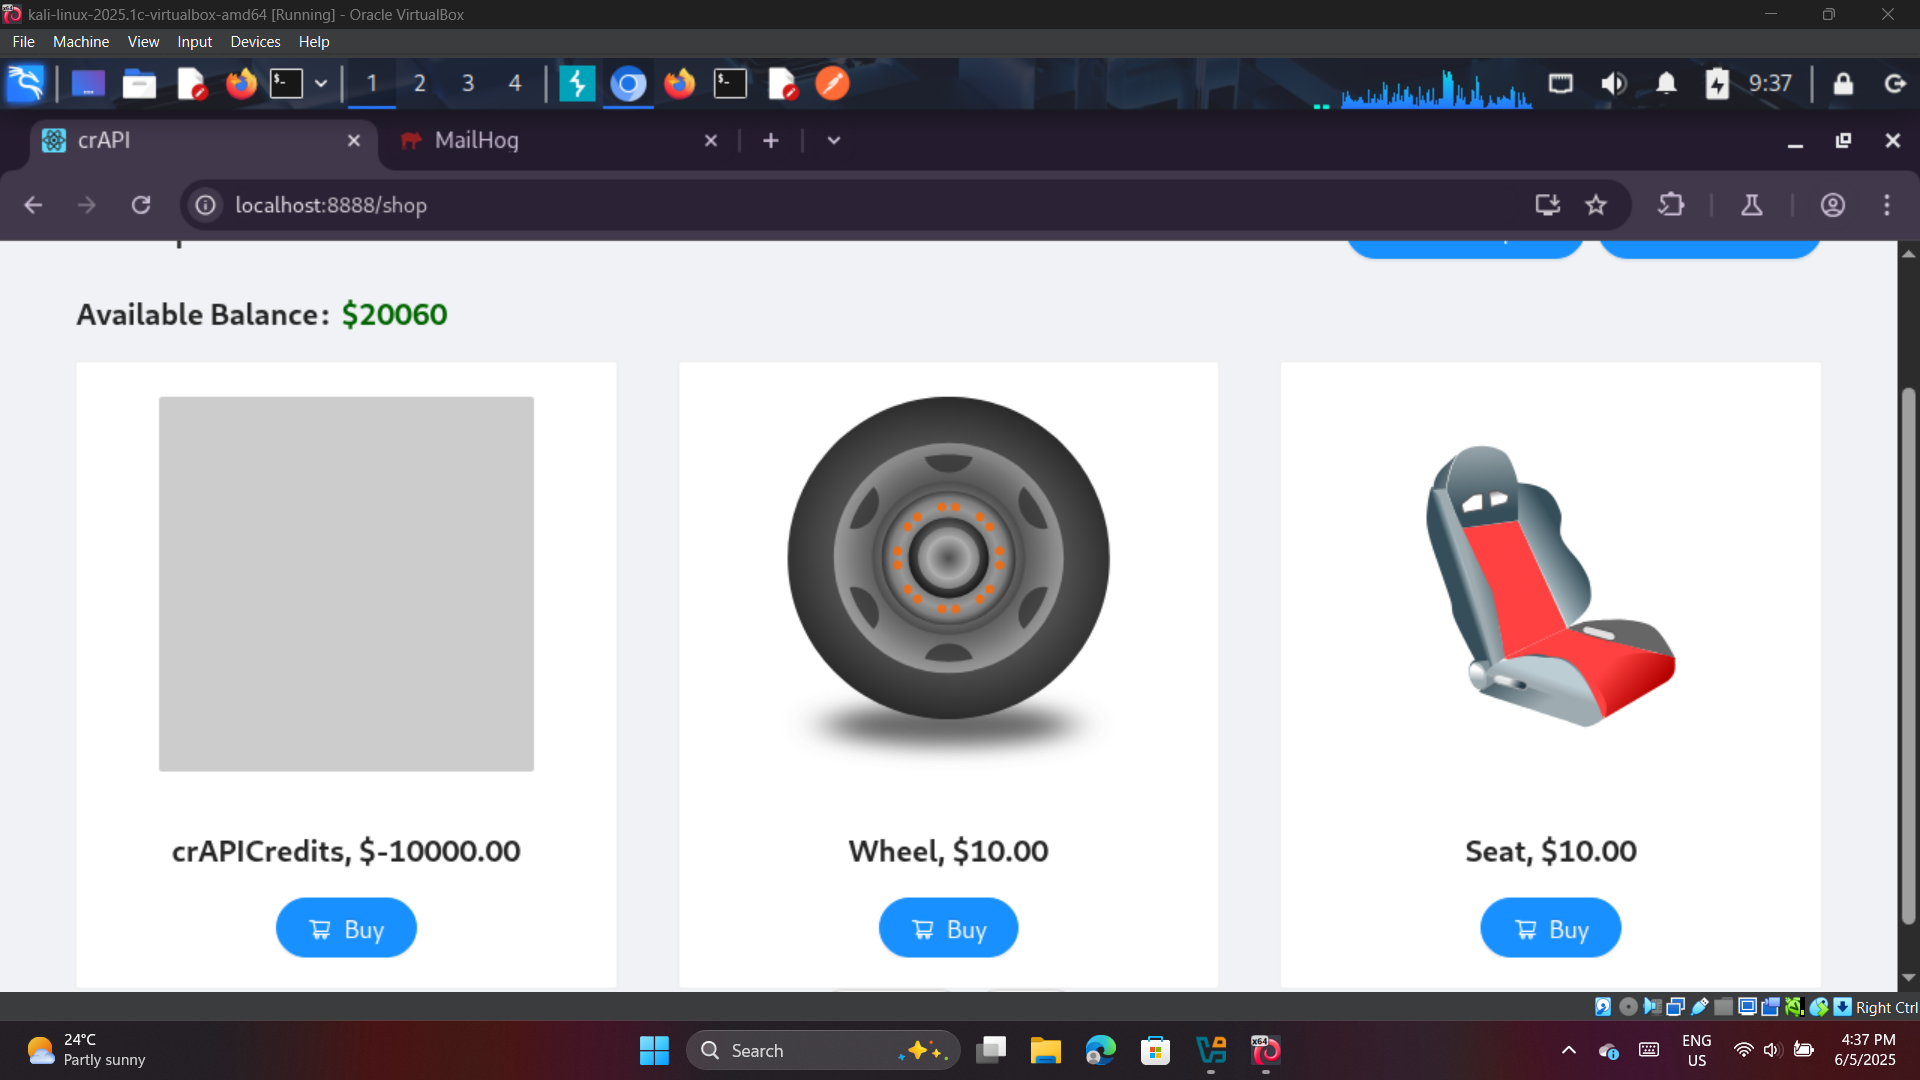 kali-linux-2025.1c-virtualbox-amd64 [Running] - Oracle VirtualBox
File Machine View Input Devices Help
1 2 3 4 9:37
crAPI MailHog
localhost:8888/shop
Available Balance: $20060
crAPICredits, $-10000.00 Wheel, $10.00 Seat, $10.00
Buy Buy Buy
Right Ctrl
24°C
Partly sunny
Search
ENG
US
4:37 PM
6/5/2025